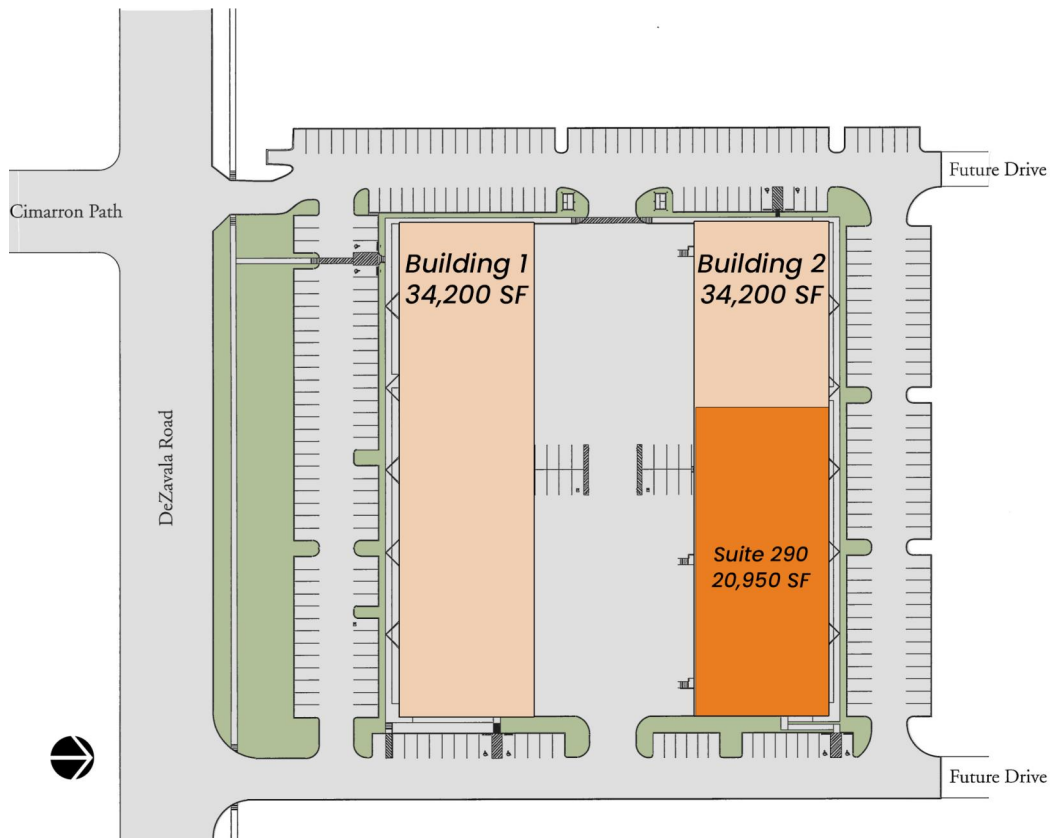 Future Drive
Cimarron Path
Building 1
34,200 SF
Building 2
34,200 SF
DeZavala Road
Suite 290
20,950 SF
Future Drive